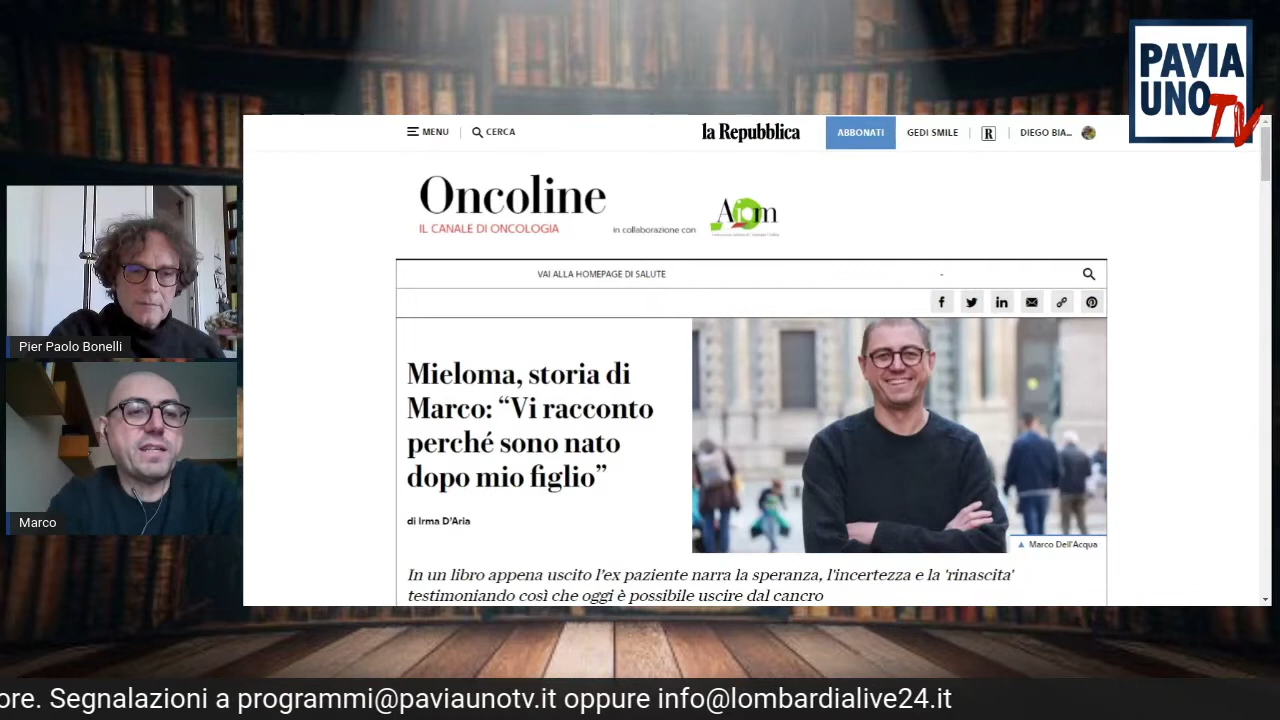 PAVIA
UNO
TV
MENU
CERCA
la Repubblica
ABBONATI
GEDI SMILE
R
DIEGO BIA...
Oncoline
IL CANALE DI ONCOLOGIA
in collaborazione con
Aiom
VAI ALLA HOMEPAGE DI SALUTE
-
Mieloma, storia di
Marco: “Vi racconto
perché sono nato
dopo mio figlio”
di Irma D'Aria
Marco Dell'Acqua
In un libro appena uscito l'ex paziente narra la speranza, l'incertezza e la 'rinascita'
testimoniando così che oggi è possibile uscire dal cancro
Pier Paolo Bonelli
Marco
ore. Segnalazioni a programmi@paviaunotv.it oppure info@lombardialive24.it